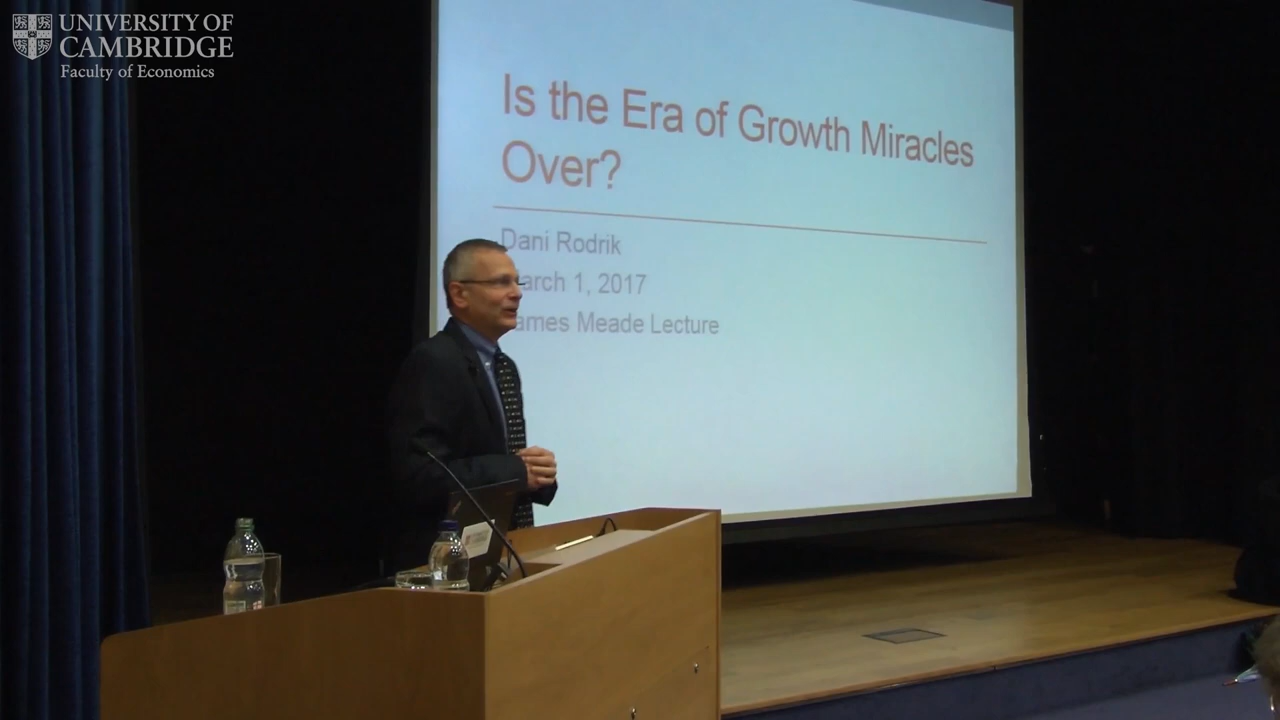 UNIVERSITY OF
CAMBRIDGE
Faculty of Economics
Is the Era of Growth Miracles
Over?
Dani Rodrik
arch 1, 2017
ames Meade Lecture